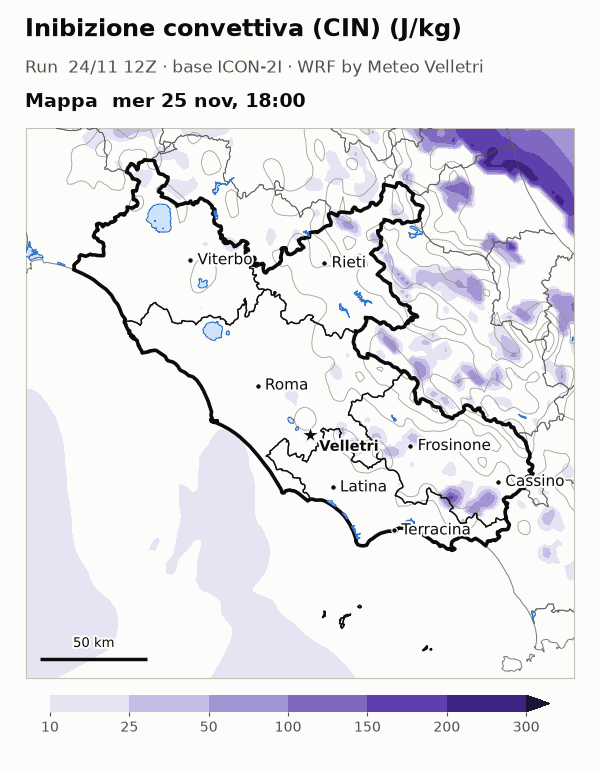 Inibizione convettiva (CIN) (J/kg)
Run  24/11 12Z · base ICON-2I · WRF by Meteo Velletri
Mappa  mer 25 nov, 18:00
Viterbo
Rieti
Roma
Velletri
Frosinone
Latina
Cassino
Terracina
50 km
10 25 50 100 150 200 300